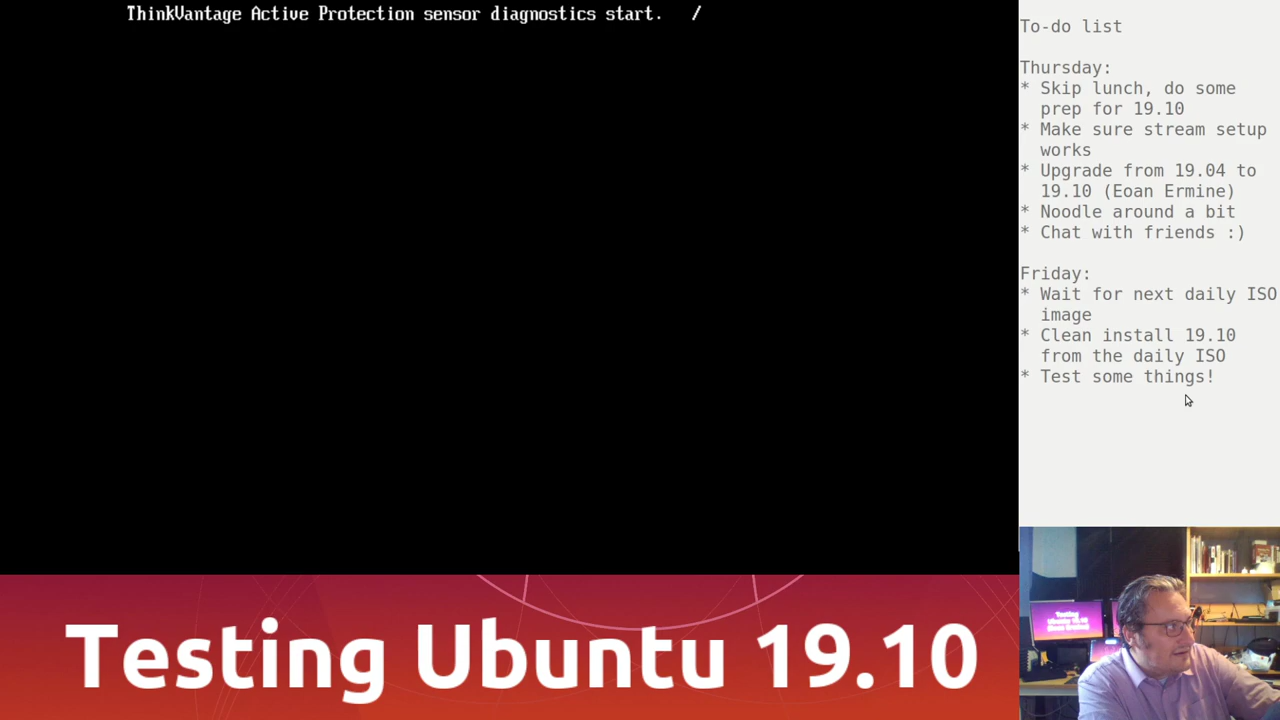 ThinkVantage Active Protection sensor diagnostics start. /
To-do list
Thursday:
* Skip lunch, do some
prep for 19.10
* Make sure stream setup
works
* Upgrade from 19.04 to
19.10 (Eoan Ermine)
* Noodle around a bit
* Chat with friends :)
Friday:
* Wait for next daily ISO
image
* Clean install 19.10
from the daily ISO
* Test some things!
Testing Ubuntu 19.10